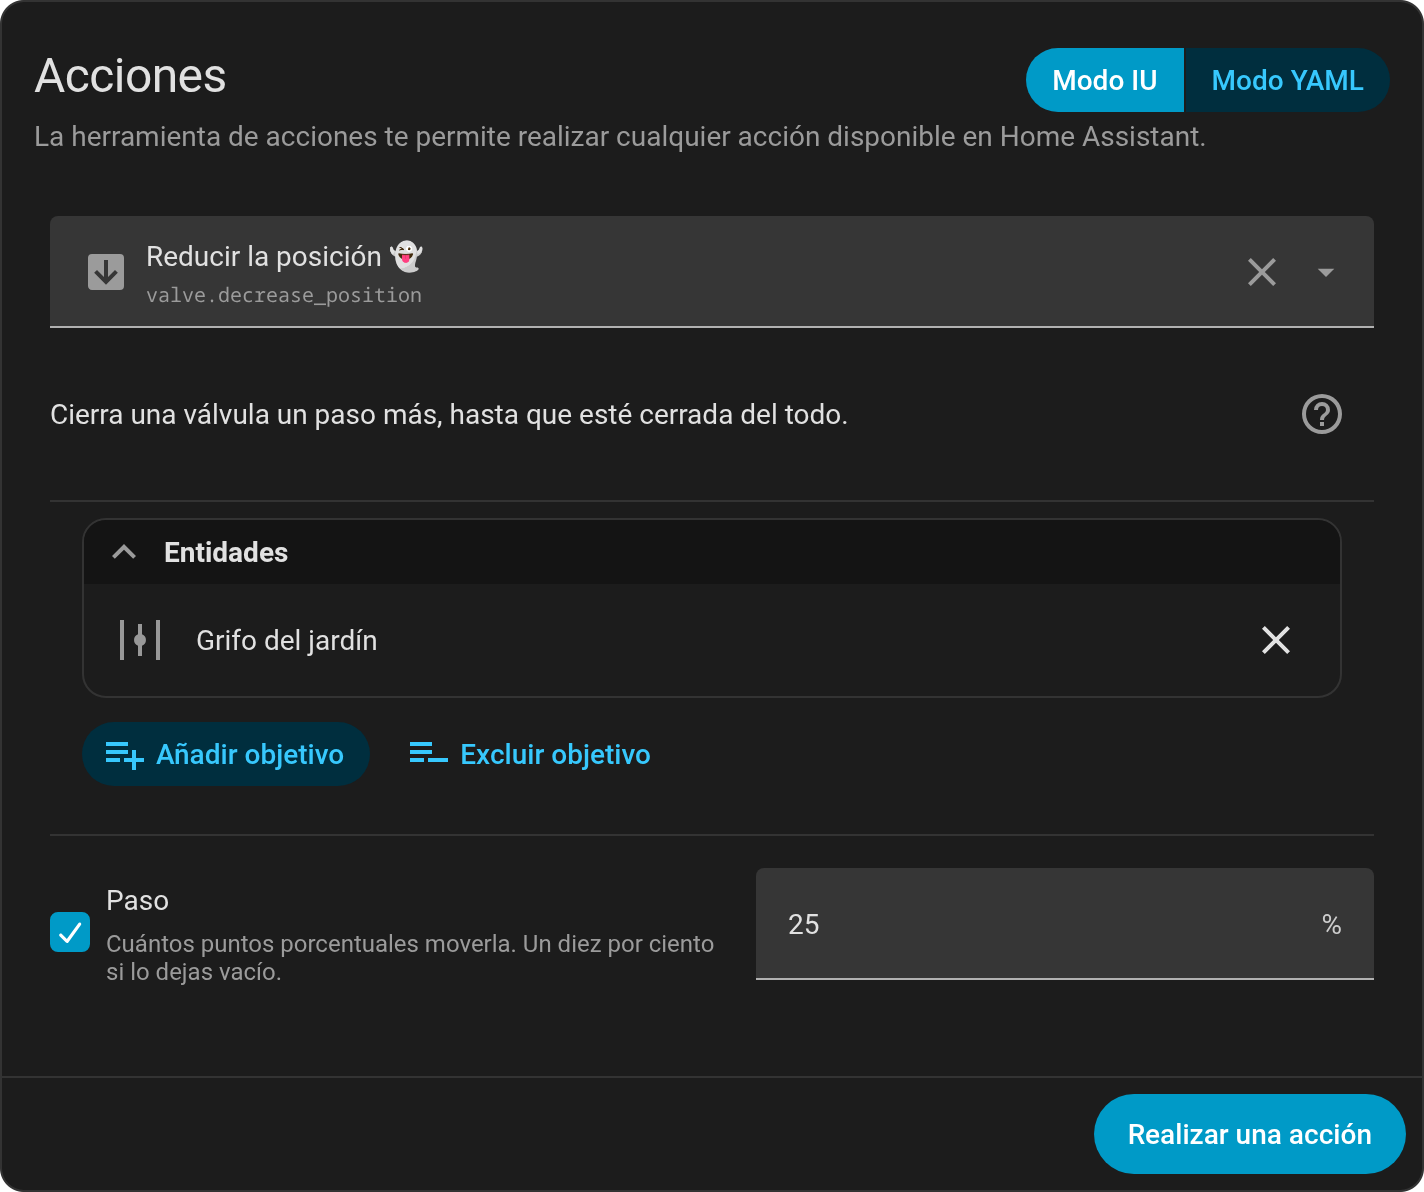 Acciones
Modo IU
Modo YAML
La herramienta de acciones te permite realizar cualquier acción disponible en Home Assistant.
Reducir la posición 👻
valve.decrease_position
Cierra una válvula un paso más, hasta que esté cerrada del todo.
Entidades
Grifo del jardín
Añadir objetivo
Excluir objetivo
Paso
Cuántos puntos porcentuales moverla. Un diez por ciento
si lo dejas vacío.
25 %
Realizar una acción